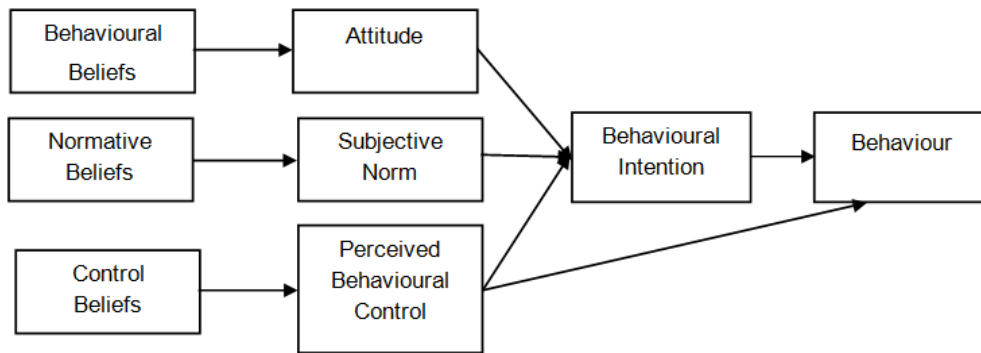 Behavioural
Beliefs
Attitude
Normative
Beliefs
Subjective
Norm
Behavioural
Intention
Behaviour
Control
Beliefs
Perceived
Behavioural
Control